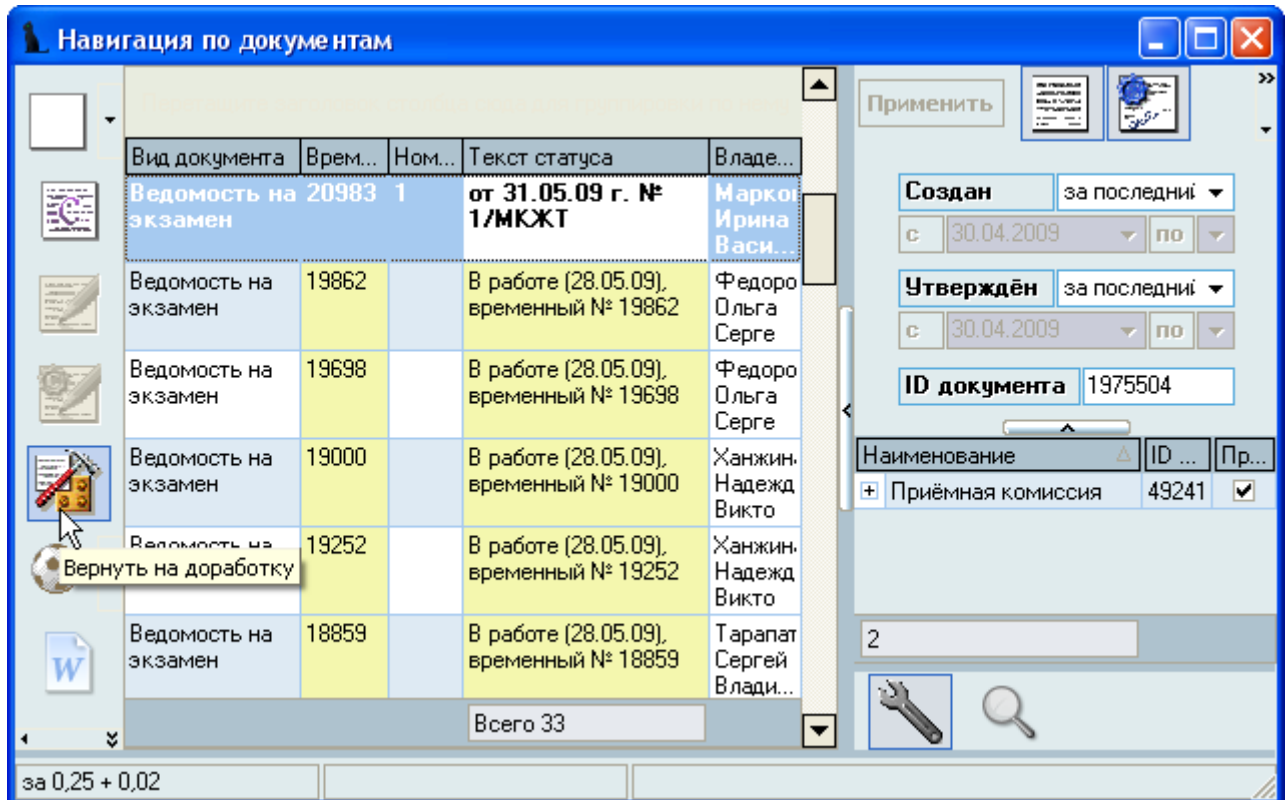 Навигация по документам
Применить
Вид документа Врем... Ном... Текст статуса Владе...
Ведомость на 20983 1 от 31.05.09 г. № Марко
экзамен 1/МКЖТ Ирина
Васи...
Ведомость на 19862 В работе (28.05.09), Федоро
экзамен временный № 19862 Ольга
Серге
Ведомость на 19698 В работе (28.05.09), Федоро
экзамен временный № 19698 Ольга
Серге
Ведомость на 19000 В работе (28.05.09), Ханжин
экзамен временный № 19000 Надежд
Викто
Ведомость на 19252 В работе (28.05.09), Ханжин
Вернуть на доработку временный № 19252 Надежд
Викто
Ведомость на 18859 В работе (28.05.09), Тарапат
экзамен временный № 18859 Сергей
Влади...
Всего 33
Создан за последний
с 30.04.2009 по
Утверждён за последний
с 30.04.2009 по
ID документа 1975504
Наименование ID ... Пр...
Приёмная комиссия 49241
2
W
за 0,25 + 0,02